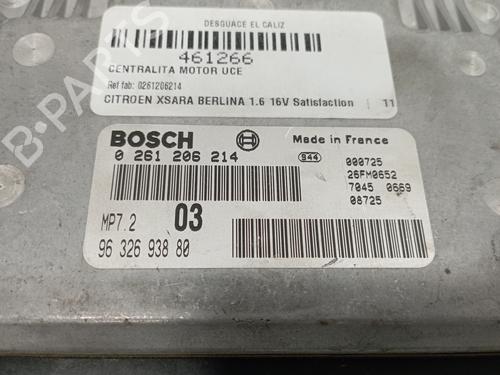 DESGUACE EL CALIZ
461266
CENTRALITA MOTOR UCE
Ref fab: 0261206214
CITROEN XSARA BERLINA 1.6 16V Satisfaction | 11
BOSCH
Made in France
0 261 206 214
944 000725
26FM0652
7045 0669
08725
MP7.2 03
96 326 938 80
B-PARTS